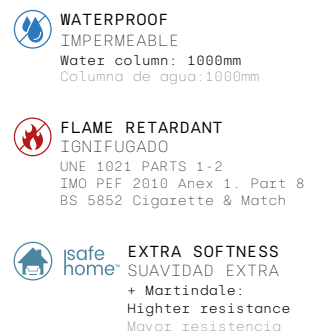 WATERPROOF
IMPERMEABLE
Water column: 1000mm
Columna de agua:1000mm
FLAME RETARDANT
IGNIFUGADO
UNE 1021 PARTS 1-2
IMO PEF 2010 Anex 1. Part 8
BS 5852 Cigarette & Match
safe home™
EXTRA SOFTNESS
SUAVIDAD EXTRA
+ Martindale:
Highter resistance
Mayor resistencia